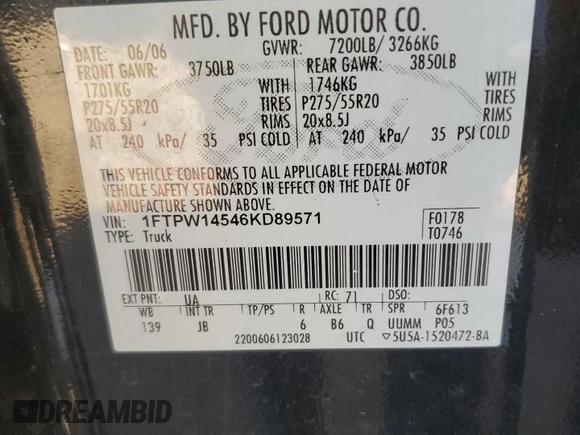 MFD. BY FORD MOTOR CO.
DATE: 06/06 GVWR: 7200LB/ 3266KG
FRONT GAWR: 3750LB REAR GAWR: 3850LB
1701KG WITH 1746KG WITH
P275/55R20 TIRES P275/55R20 TIRES
20x8.5J RIMS 20x8.5J RIMS
AT 240 kPa/ 35 PSI COLD AT 240 kPa/ 35 PSI COLD
THIS VEHICLE CONFORMS TO ALL APPLICABLE FEDERAL MOTOR
VEHICLE SAFETY STANDARDS IN EFFECT ON THE DATE OF
MANUFACTURE SHOWN ABOVE.
VIN: 1FTPW14546KD89571 F0178
TYPE: Truck T0746
EXT PNT: UA RC: 71 DSO:
WB INT TR TP/PS R AXLE TR SPR 6F613
139 JB 6 B6 Q UUMM P05
2200606123028 UTC ▽5U5A-1520472-BA
DREAMBID